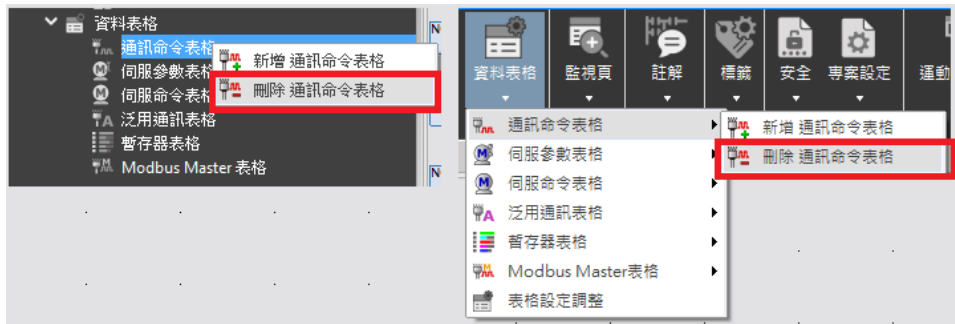 資料表格
通訊命令表格
伺服參數表格
伺服命令表
泛用通訊表格
暫存器表格
Modbus Master 表格
新增 通訊命令表格
刪除 通訊命令表格
資料表格
監視頁
註解
標籤
安全
專案設定
運動
通訊命令表格
伺服參數表格
伺服命令表格
泛用通訊表格
暫存器表格
Modbus Master表格
表格設定調整
新增 通訊命令表格
刪除 通訊命令表格